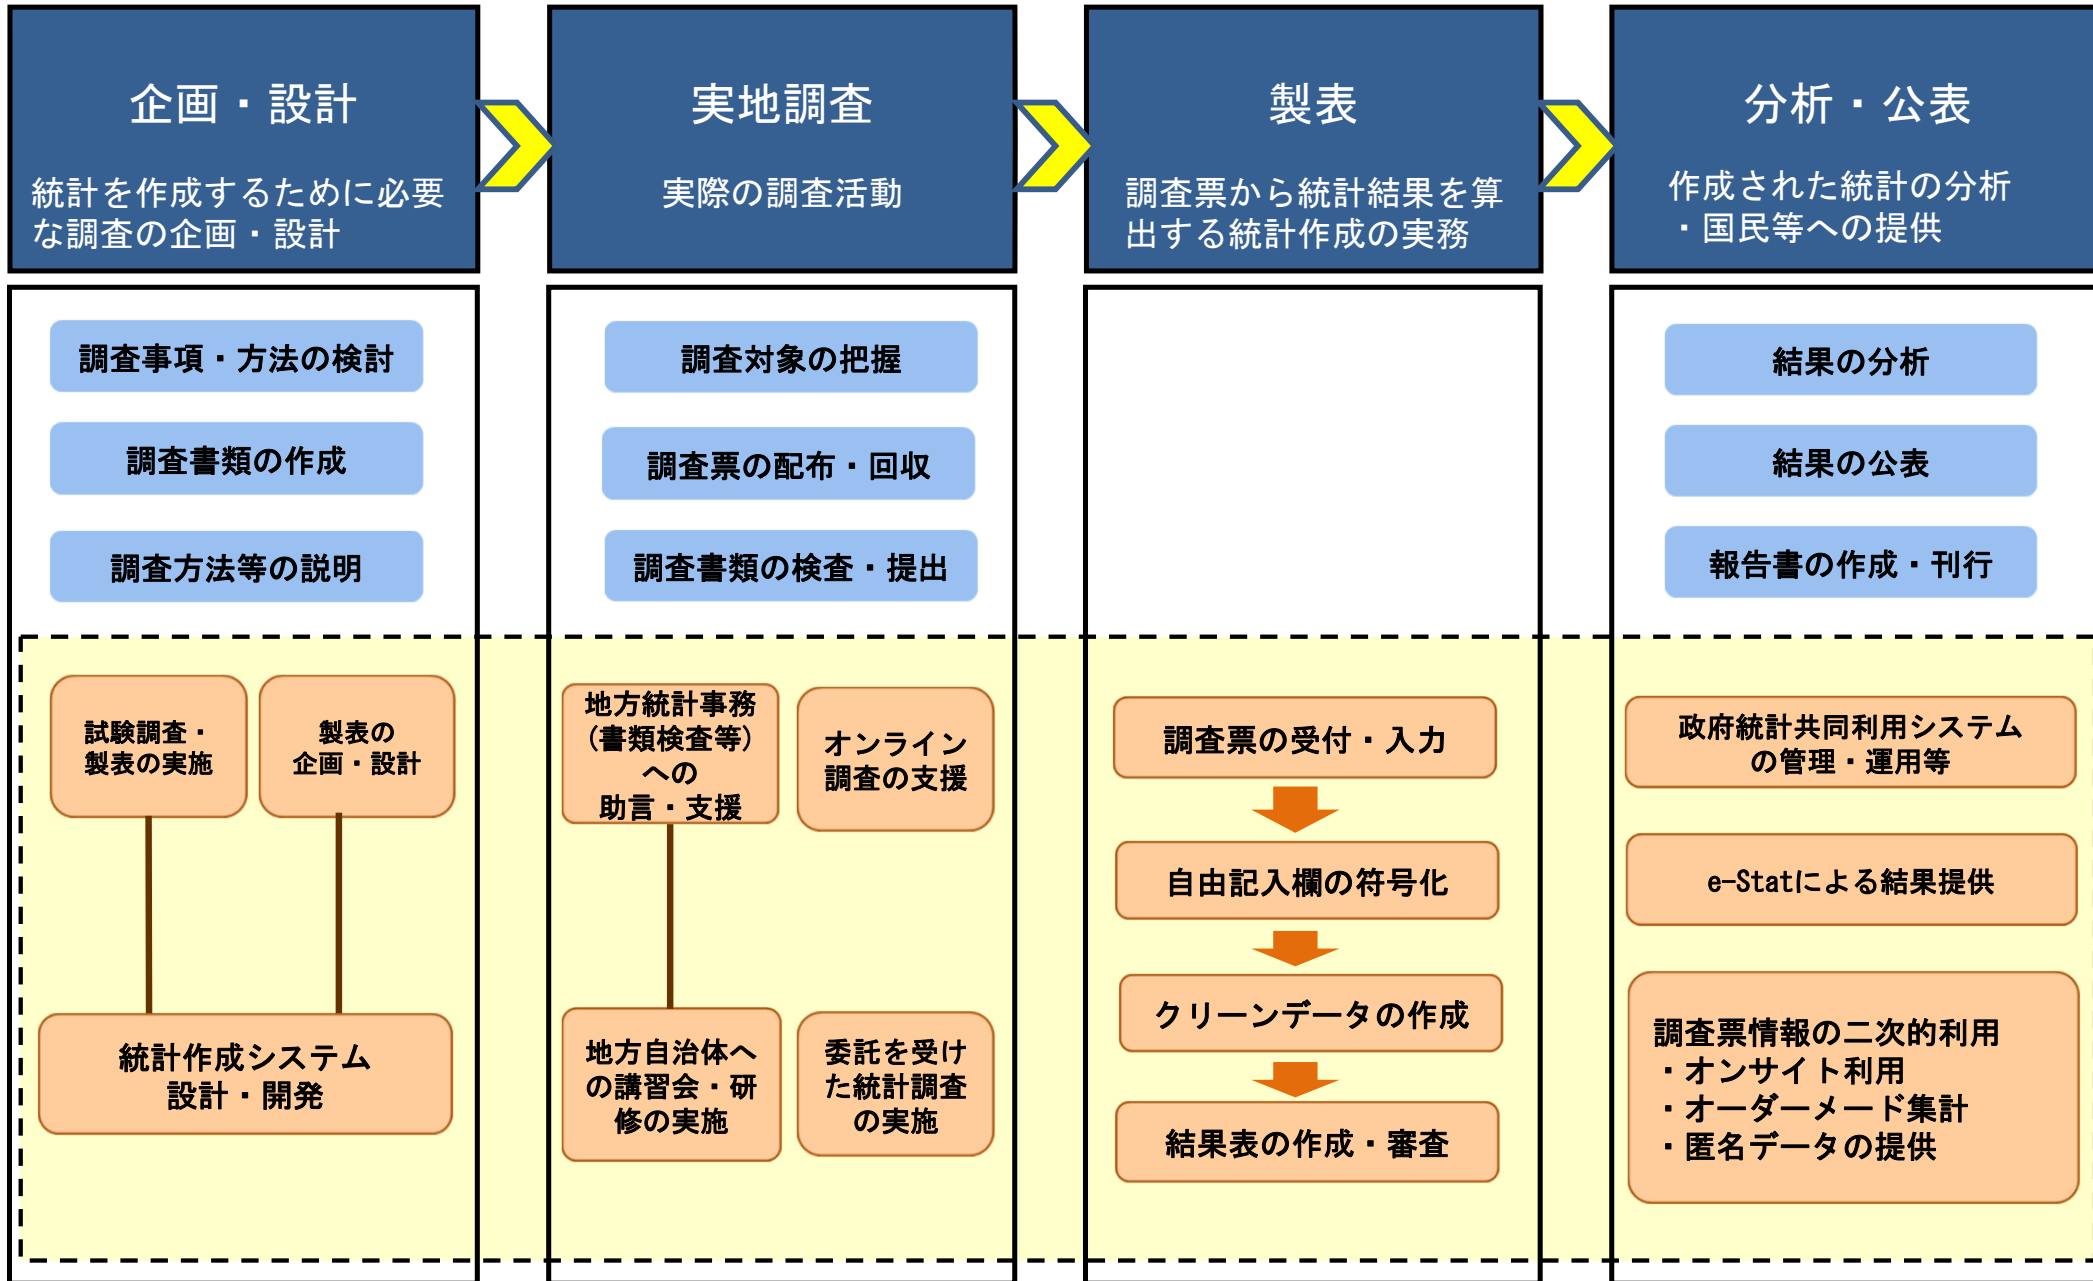 企画・設計
統計を作成するために必要
な調査の企画・設計
実地調査
実際の調査活動
製表
調査票から統計結果を算
出する統計作成の実務
分析・公表
作成された統計の分析
・国民等への提供
調査事項・方法の検討
調査書類の作成
調査方法等の説明
試験調査・
製表の実施
製表の
企画・設計
統計作成システム
設計・開発
調査対象の把握
調査票の配布・回収
調査書類の検査・提出
地方統計事務
(書類検査等)
への
助言・支援
オンライン
調査の支援
地方自治体へ
の講習会・研
修の実施
委託を受け
た統計調査
の実施
調査票の受付・入力
自由記入欄の符号化
クリーンデータの作成
結果表の作成・審査
結果の分析
結果の公表
報告書の作成・刊行
政府統計共同利用システム
の管理・運用等
e-Statによる結果提供
調査票情報の二次的利用
・オンサイト利用
・オーダーメード集計
・匿名データの提供